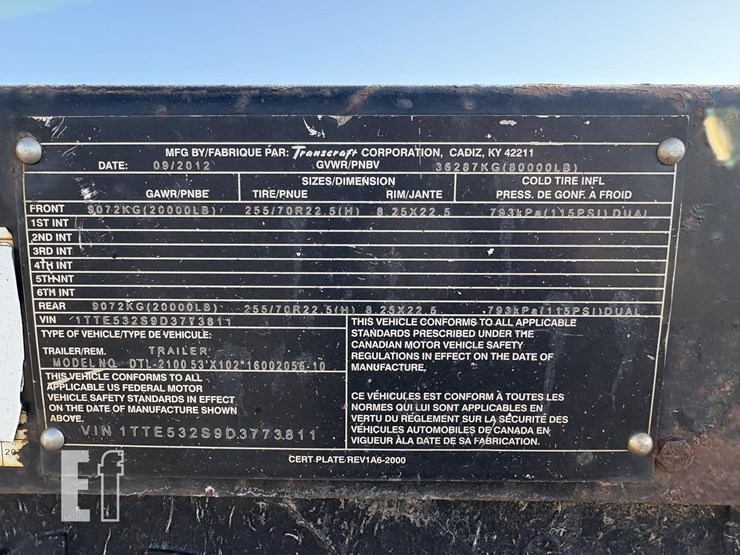 MFG BY/FABRIQUE PAR: Transcraft CORPORATION, CADIZ, KY 42211
DATE: 09/2012 GVWR/PNBV 36287KG(80000LB)
GAWR/PNBE SIZES/DIMENSION COLD TIRE INFL
TIRE/PNUE RIM/JANTE PRESS. DE GONF. À FROID
FRONT 9072KG(20000LB) 255/70R22.5(H) 8.25X22.5 793kPa(115PSI)DUAL
1ST INT
2ND INT
3RD INT
4TH INT
5TH INT
6TH INT
REAR 9072KG(20000LB) 255/70R22.5(H) 8.25X22.5 793kPa(115PSI)DUAL
VIN 1TTE532S9D3773811
TYPE OF VEHICLE/TYPE DE VÉHICULE:
TRAILER/REM. TRAILER
MODEL NO. DTL-2100 53'X102" 16002056-10
THIS VEHICLE CONFORMS TO ALL
APPLICABLE US FEDERAL MOTOR
VEHICLE SAFETY STANDARDS IN EFFECT
ON THE DATE OF MANUFACTURE SHOWN
ABOVE.
VIN 1TTE532S9D3773811
THIS VEHICLE CONFORMS TO ALL APPLICABLE
STANDARDS PRESCRIBED UNDER THE
CANADIAN MOTOR VEHICLE SAFETY
REGULATIONS IN EFFECT ON THE DATE OF
MANUFACTURE.
CE VÉHICULES EST CONFORM À TOUTES LES
NORMES QUI LUI SONT APPLICABLES EN
VERTU DU RÉGLEMENT SUR LA SÉCURITÉ DES
VÉHICULES AUTOMOBILES DE CANADA EN
VIGUEUR À LA DATE DE SA FABRICATION.
CERT PLATE/REV1A6-2000
Ef